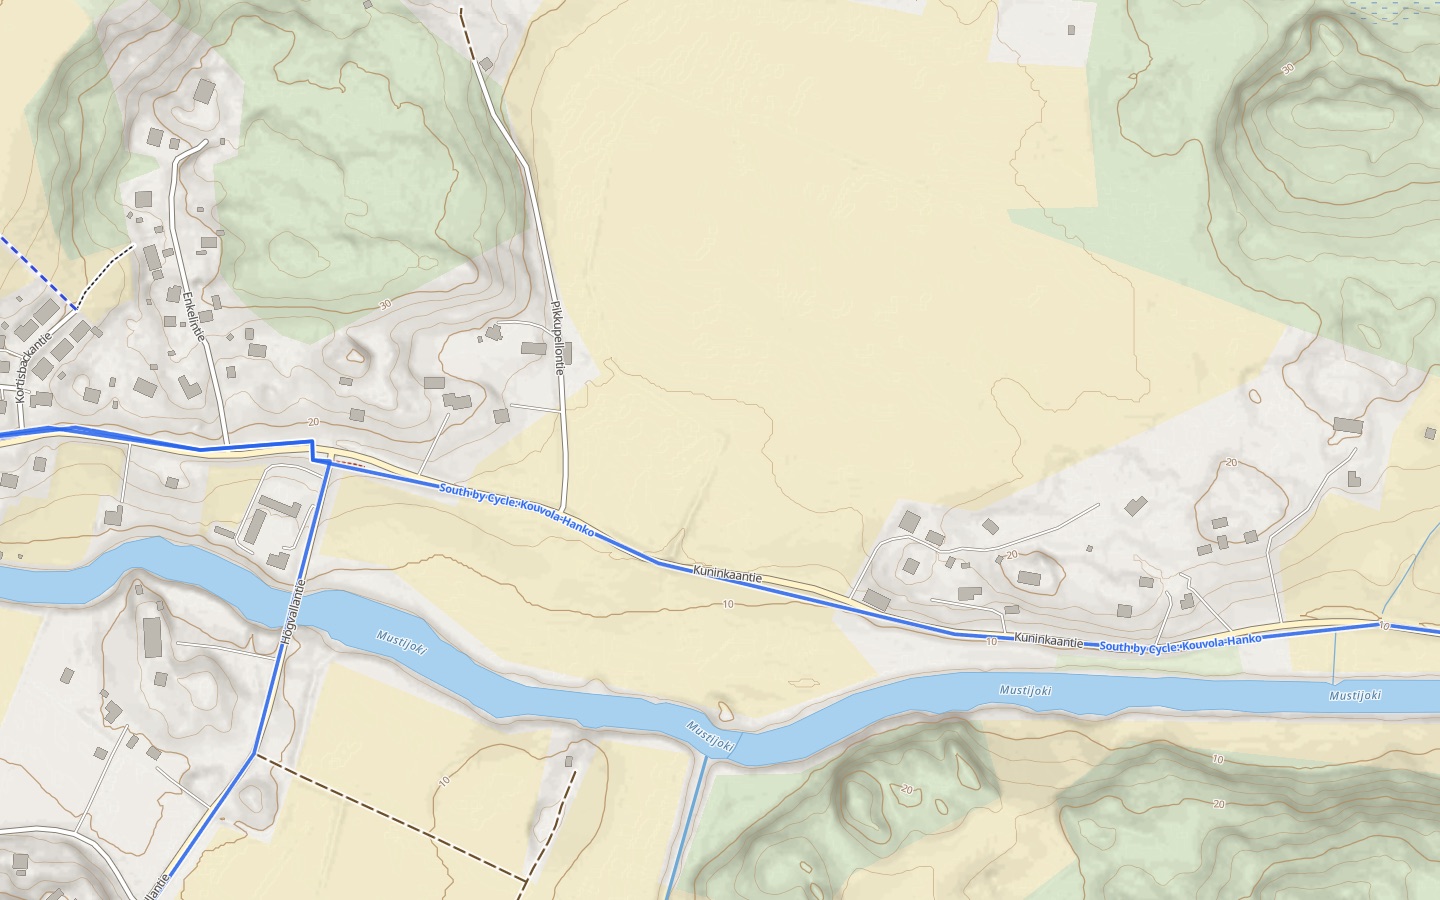 30
Enkelintie
30
Pikkupellontie
Kortisbackantie
20
South by Cycle: Kouvola-Hanko
20
20
Kuninkaantie
10
Högvallantie
Mustijoki
10
Kuninkaantie
South by Cycle: Kouvola-Hanko
10
Mustijoki
Mustijoki
Mustijoki
10
10
20
20
llantie